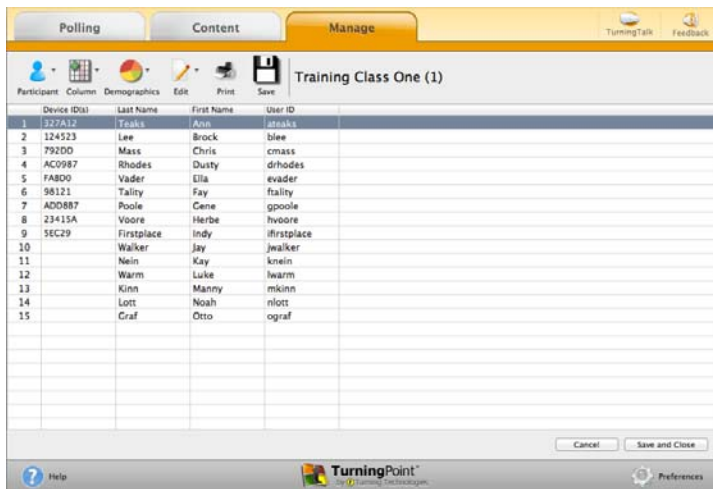 Polling Content Manage TurningTalk Feedback
Participant Column Demographics Edit Print Save Training Class One (1)
Device ID(s) Last Name First Name User ID
1 327A12 Teaks Ann ateaks
2 124523 Lee Brock blee
3 792DD Mass Chris cmass
4 AC0987 Rhodes Dusty drhodes
5 FA8D0 Vader Ella evader
6 98121 Tality Fay ftality
7 ADD887 Poole Gene gpoole
8 23415A Voore Herbe hvoore
9 5EC29 Firstplace Indy ifirstplace
10 Walker Jay jwalker
11 Nein Kay knein
12 Warm Luke lwarm
13 Kinn Manny mkinn
14 Lott Noah nlott
15 Graf Otto ograf
Cancel Save and Close
Help TurningPoint Preferences
by Turning Technologies